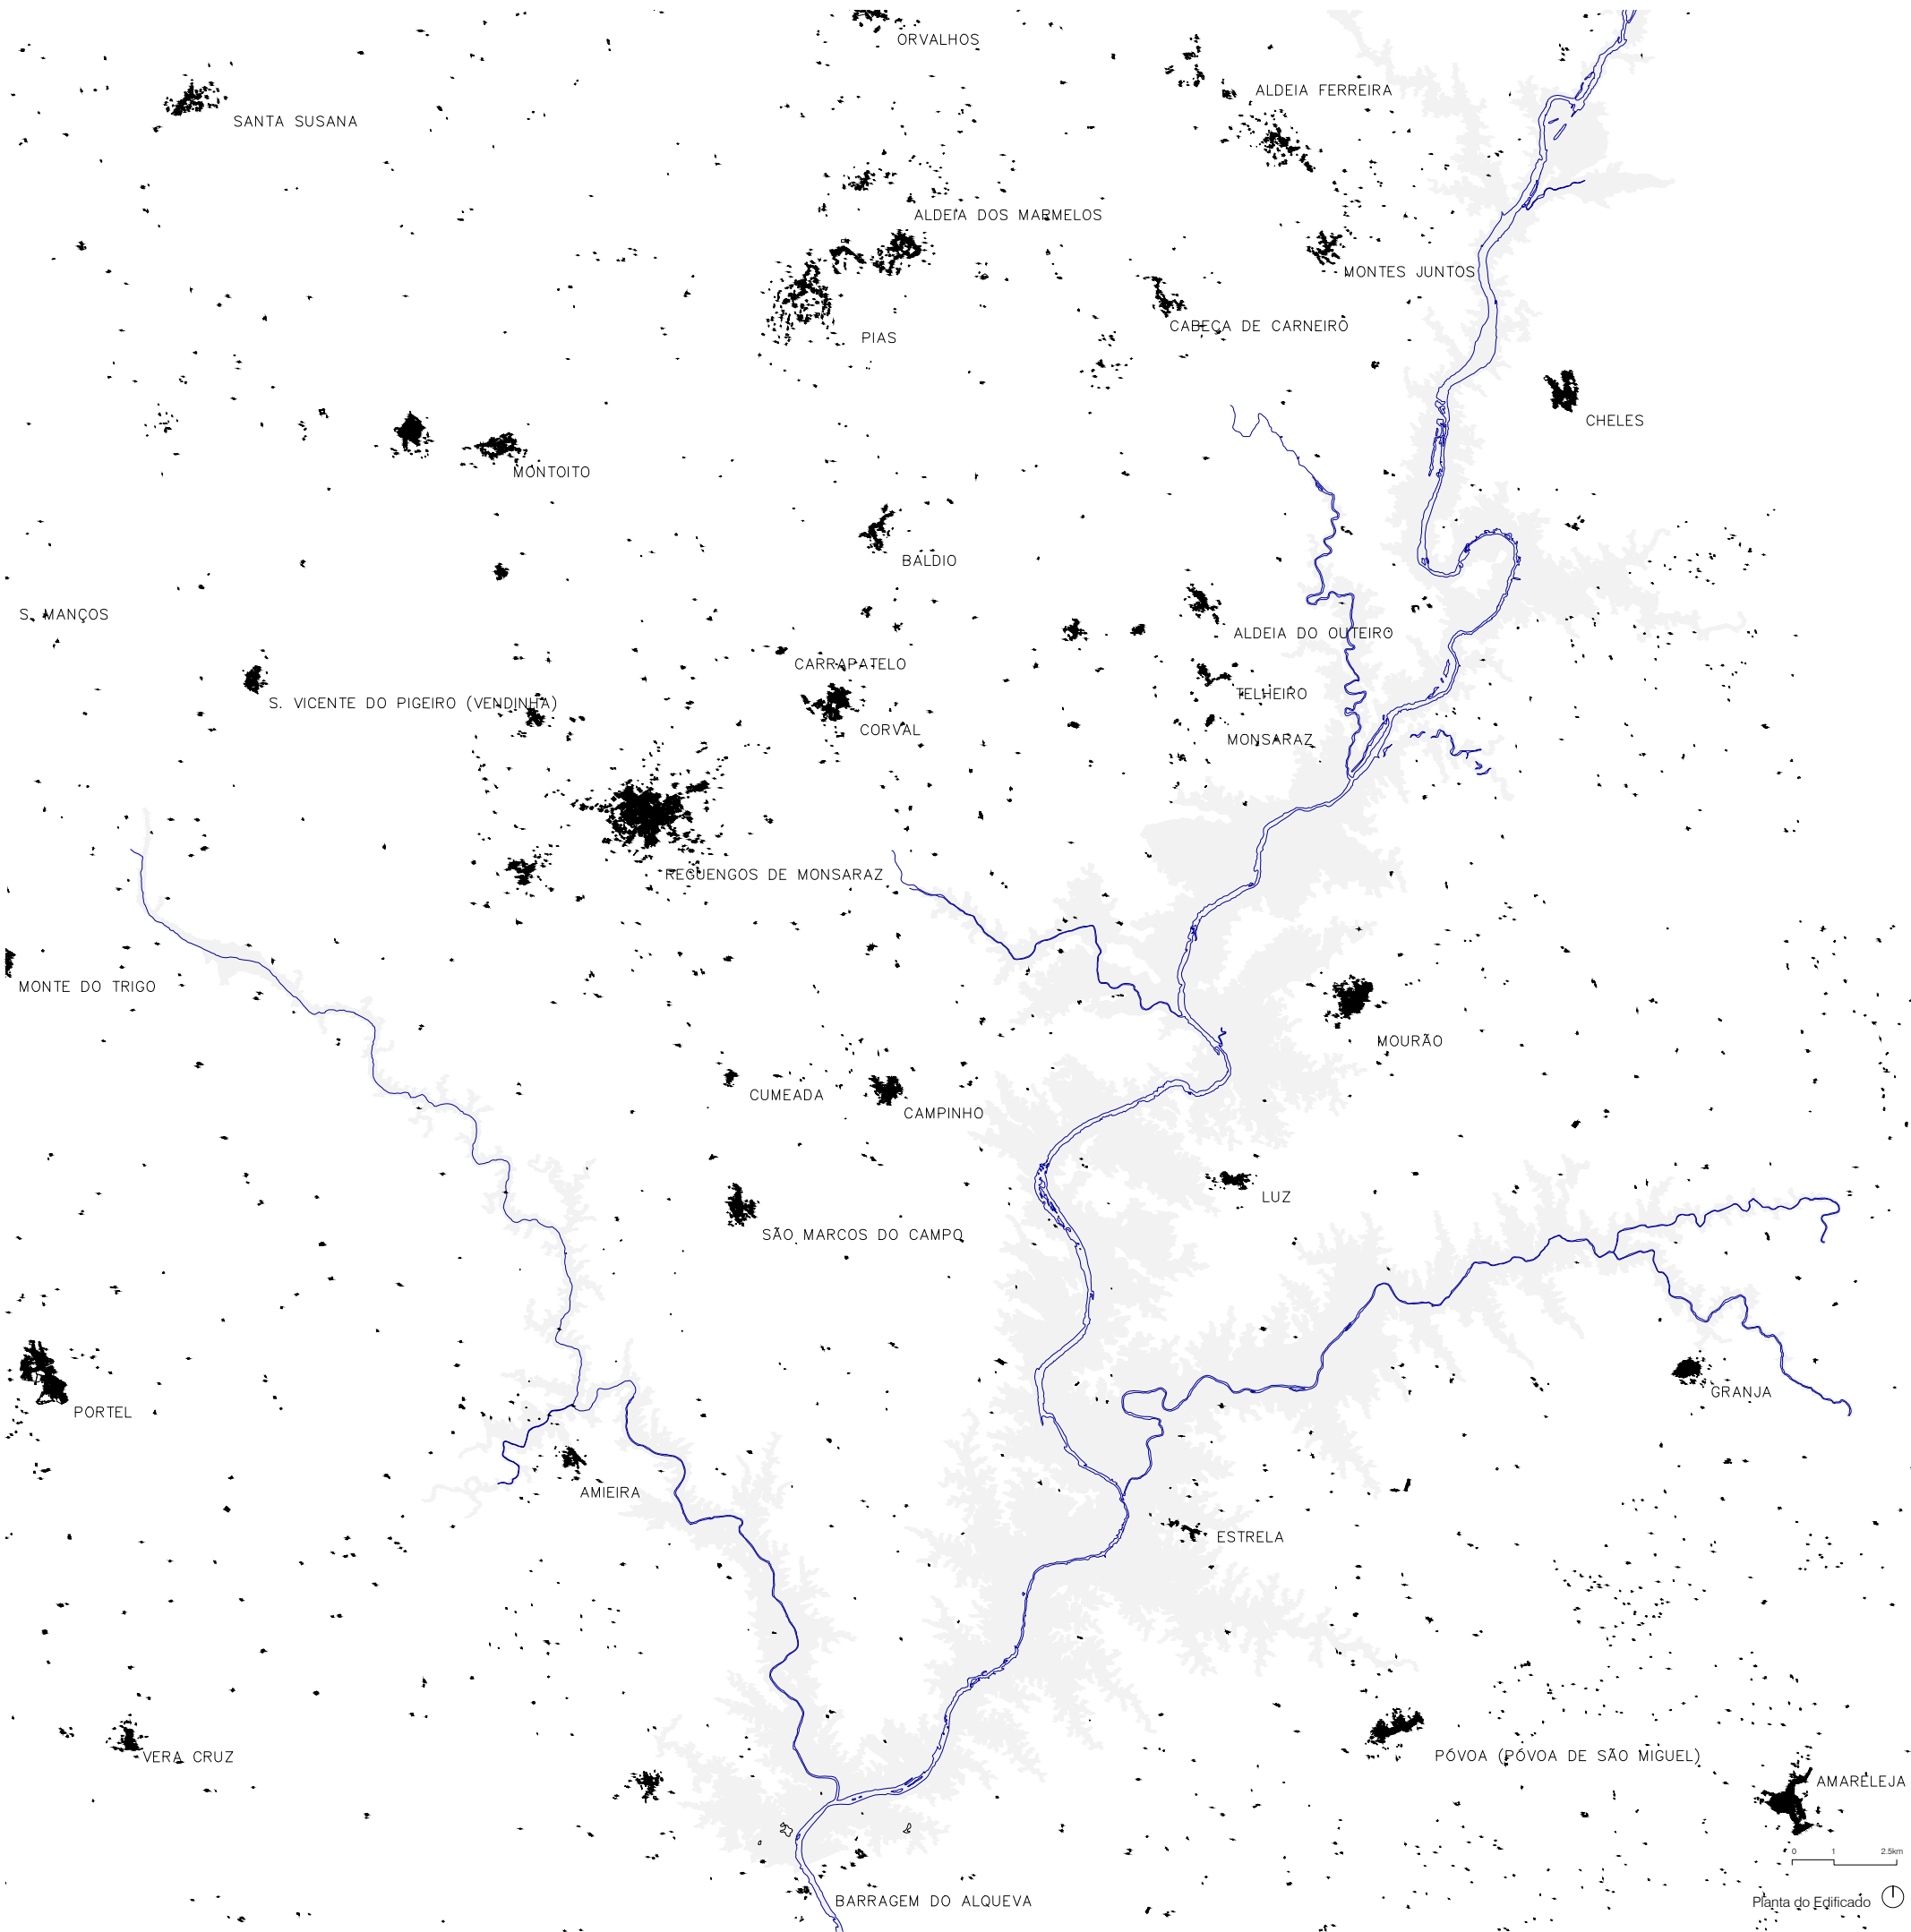 ORVALHOS
ALDEIA FERREIRA
SANTA SUSANA
ALDEIA DOS MARMELOS
MONTES JUNTOS
CABEÇA DE CARNEIRO
PIAS
CHELES
MONTOITO
BALDIO
S. MANÇOS
ALDEIA DO OUTEIRO
CARRAPATELO
TELHEIRO
S. VICENTE DO PIGEIRO (VENDINHA)
CORVAL
MONSARAZ
REGUENGOS DE MONSARAZ
MONTE DO TRIGO
MOURÃO
CUMEADA
CAMPINHO
LUZ
SÃO MARCOS DO CAMPO
GRANJA
PORTEL
AMIEIRA
ESTRELA
VERA CRUZ
PÓVOA (PÓVOA DE SÃO MIGUEL)
AMARELEJA
0 1 2.5km
BARRAGEM DO ALQUEVA
Planta do Edificado